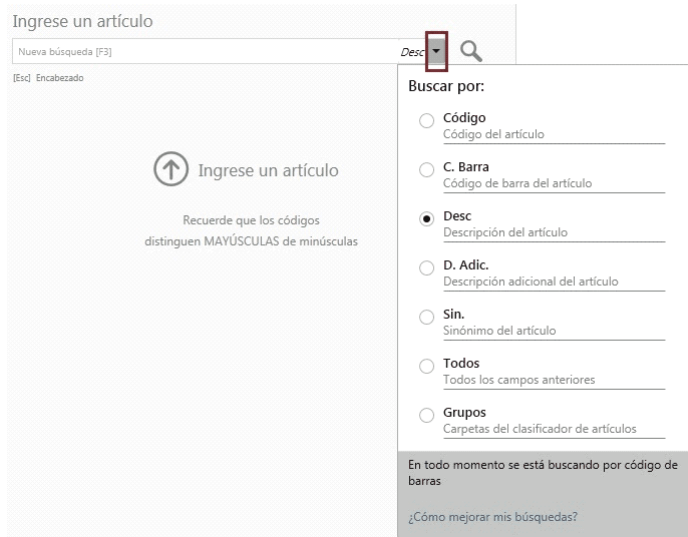 Ingrese un artículo
Nueva búsqueda [F3]
Desc
[Esc] Encabezado
Ingrese un artículo
Recuerde que los códigos
distinguen MAYÚSCULAS de minúsculas
Buscar por:
Código
Código del artículo
C. Barra
Código de barra del artículo
Desc
Descripción del artículo
D. Adic.
Descripción adicional del artículo
Sin.
Sinónimo del artículo
Todos
Todos los campos anteriores
Grupos
Carpetas del clasificador de artículos
En todo momento se está buscando por código de
barras
¿Cómo mejorar mis búsquedas?